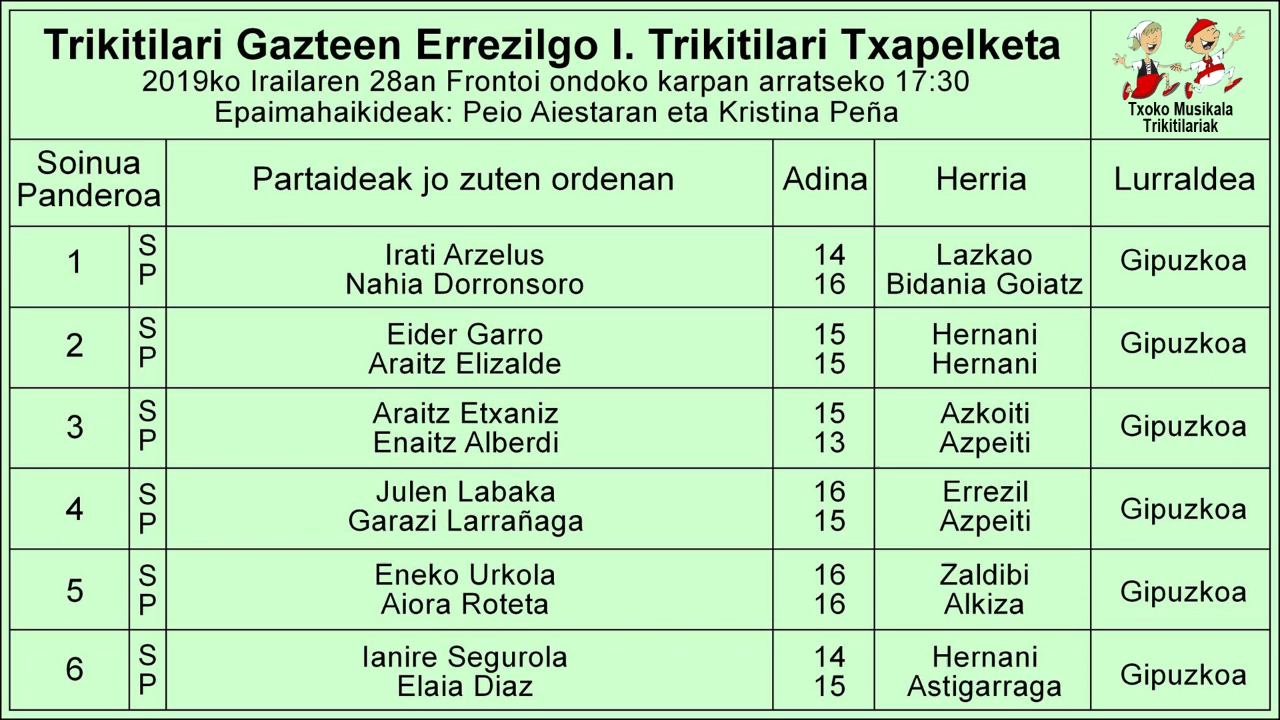 Trikitilari Gazteen Errezilgo I. Trikitilari Txapelketa
2019ko Irailaren 28an Frontoi ondoko karpan arratseko 17:30
Epaimahaikideak: Peio Aiestaran eta Kristina Peña
Txoko Musikala
Trikitilariak
Soinua
Panderoa
Partaideak jo zuten ordenan
Adina
Herria
Lurraldea
1
S
P
Irati Arzelus
Nahia Dorronsoro
14
16
Lazkao
Bidania Goiatz
Gipuzkoa
2
S
P
Eider Garro
Araitz Elizalde
15
15
Hernani
Hernani
Gipuzkoa
3
S
P
Araitz Etxaniz
Enaitz Alberdi
15
13
Azkoiti
Azpeiti
Gipuzkoa
4
S
P
Julen Labaka
Garazi Larrañaga
16
15
Errezil
Azpeiti
Gipuzkoa
5
S
P
Eneko Urkola
Aiora Roteta
16
16
Zaldibi
Alkiza
Gipuzkoa
6
S
P
Ianire Segurola
Elaia Diaz
14
15
Hernani
Astigarraga
Gipuzkoa